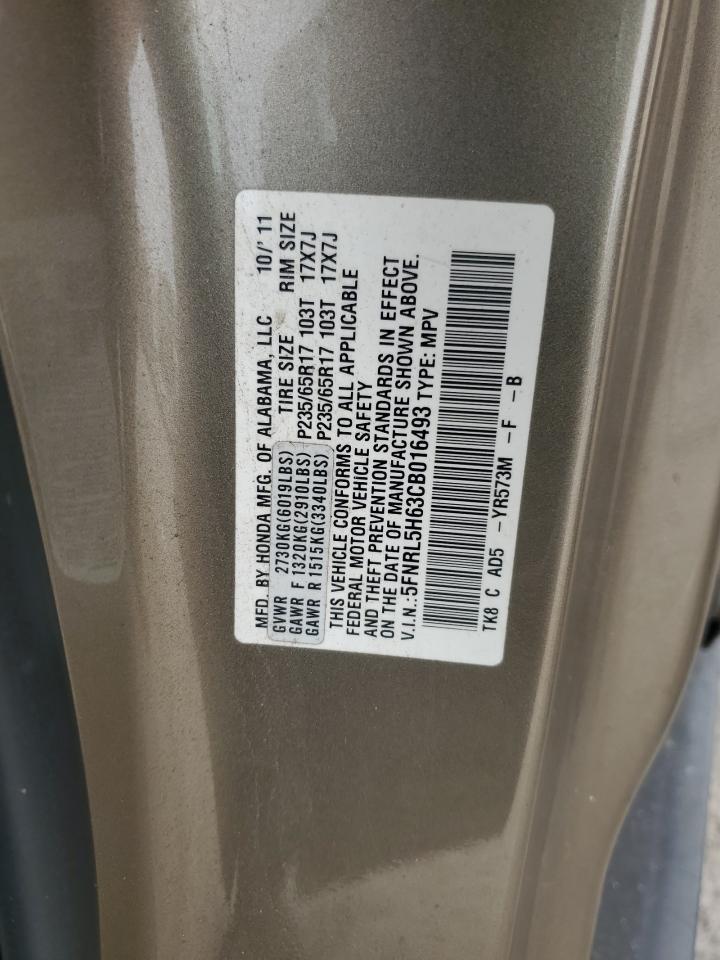 MFD. BY HONDA MFG. OF ALABAMA, LLC 10/' 11
GVWR 2730KG(6019LBS) TIRE SIZE RIM SIZE
GAWR F 1320KG(2910LBS) P235/65R17 103T 17X7J
GAWR R 1515KG(3340LBS) P235/65R17 103T 17X7J
THIS VEHICLE CONFORMS TO ALL APPLICABLE
FEDERAL MOTOR VEHICLE SAFETY
AND THEFT PREVENTION STANDARDS IN EFFECT
ON THE DATE OF MANUFACTURE SHOWN ABOVE.
V.I.N.:5FNRL5H63CB016493 TYPE: MPV
TK8 C AD5 -YR573M -F -B